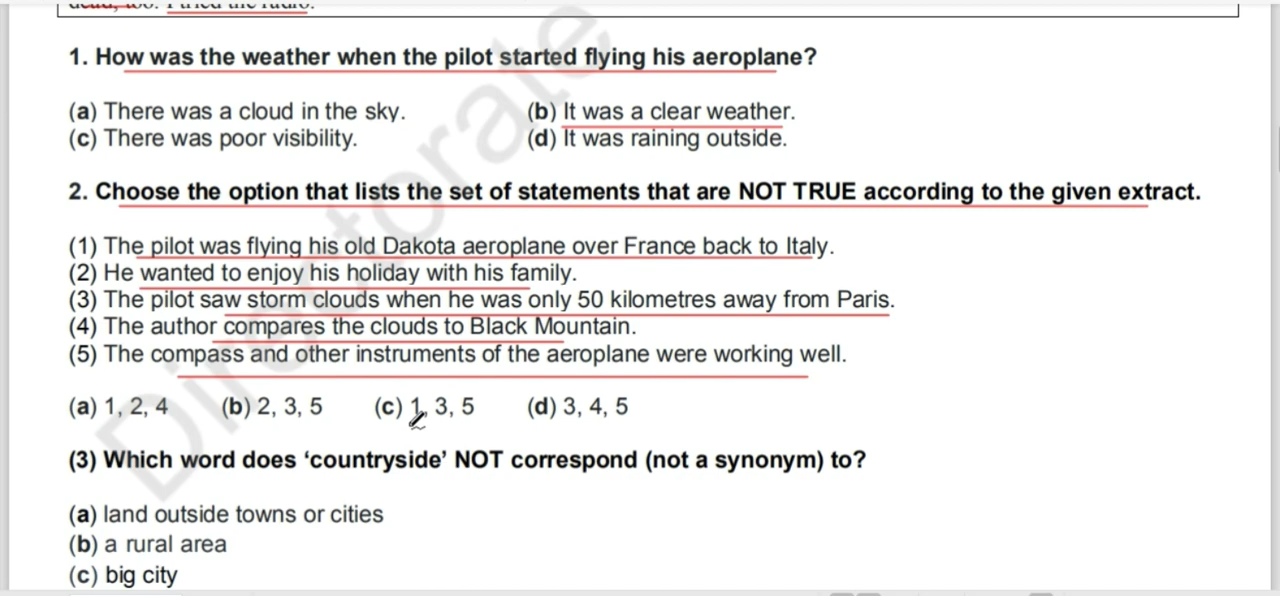 1. How was the weather when the pilot started flying his aeroplane?
(a) There was a cloud in the sky. (b) It was a clear weather.
(c) There was poor visibility. (d) It was raining outside.
2. Choose the option that lists the set of statements that are NOT TRUE according to the given extract.
(1) The pilot was flying his old Dakota aeroplane over France back to Italy.
(2) He wanted to enjoy his holiday with his family.
(3) The pilot saw storm clouds when he was only 50 kilometres away from Paris.
(4) The author compares the clouds to Black Mountain.
(5) The compass and other instruments of the aeroplane were working well.
(a) 1, 2, 4 (b) 2, 3, 5 (c) 1, 3, 5 (d) 3, 4, 5
(3) Which word does ‘countryside’ NOT correspond (not a synonym) to?
(a) land outside towns or cities
(b) a rural area
(c) big city
Directorate